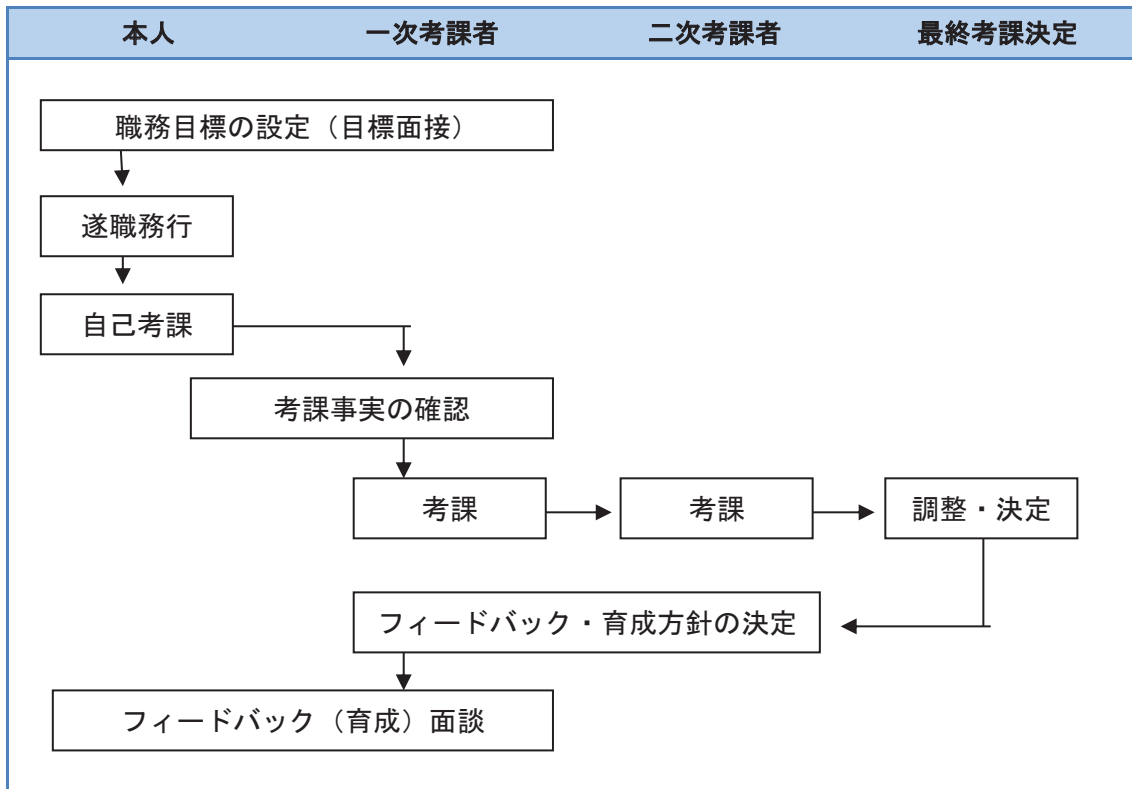 本人 一次考課者 二次考課者 最終考課決定
職務目標の設定（目標面接）
遂職務行
自己考課
考課事実の確認
考課 考課 調整・決定
フィードバック・育成方針の決定
フィードバック（育成）面談